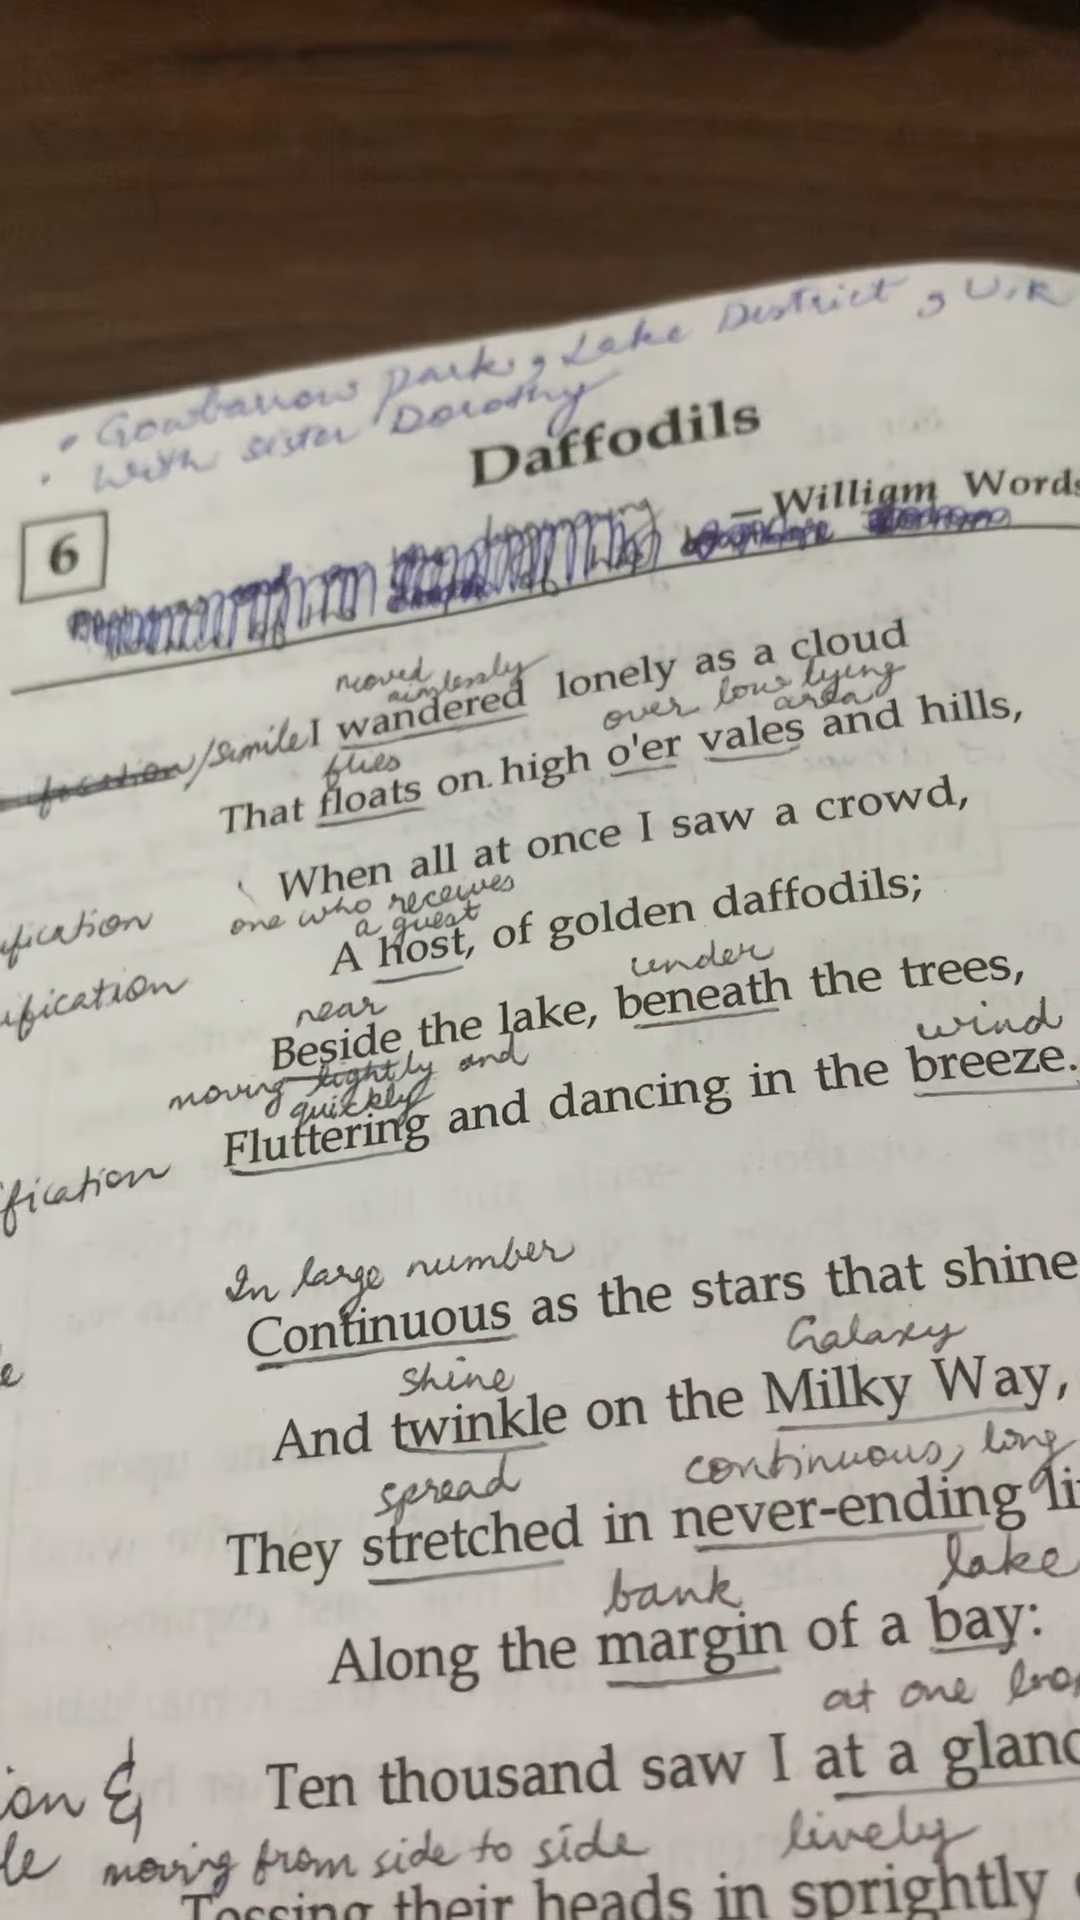 • Gowbarrow park, Lake District, U.K
• With sister Dorothy
Daffodils
— William Words
6
moved aimlessly
/simile I wandered lonely as a cloud
flies over low lying area
That floats on high o'er vales and hills,
When all at once I saw a crowd,
ification one who receives a guest
A host, of golden daffodils;
ification near under
Beside the lake, beneath the trees,
moving lightly and quickly wind
Fluttering and dancing in the breeze.
fication
In large number
Continuous as the stars that shine
e shine Galaxy
And twinkle on the Milky Way,
spread continuous, long
They stretched in never-ending li
bank lake
Along the margin of a bay:
at one loo
ion & Ten thousand saw I at a glanc
le moving from side to side lively
Tossing their heads in sprightly